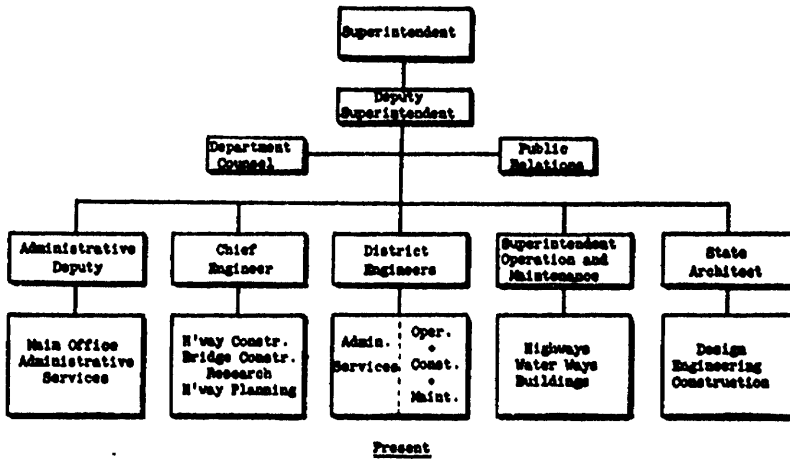 Superintendent
Deputy
Superintendent
Department
Counsel
Public
Relations
Administrative
Deputy
Chief
Engineer
District
Engineers
Superintendent
Operation and
Maintenance
State
Architect
Main Office
Administrative
Services
H'way Constr.
Bridge Constr.
Research
H'way Planning
Admin.
Services
Oper.
+
Const.
+
Maint.
Highways
Water Ways
Buildings
Design
Engineering
Construction
Present